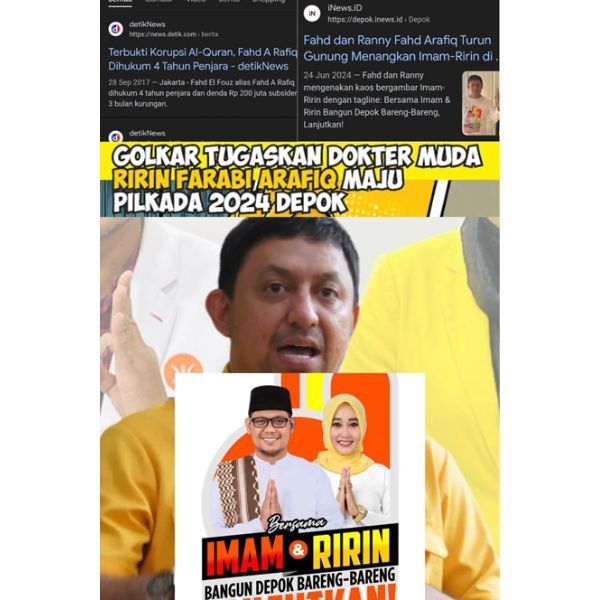 Berita
Shopping
detikNews
https://news.detik.com › berita
Terbukti Korupsi Al-Quran, Fahd A Rafiq
Dihukum 4 Tahun Penjara - detikNews
28 Sep 2017 — Jakarta - Fahd El Fouz alias Fahd A Rafiq
dihukum 4 tahun penjara dan denda Rp 200 juta subsider
3 bulan kurungan.
detikNews
IN
iNews.ID
https://depok.inews.id › Depok
Fahd dan Ranny Fahd Arafiq Turun
Gunung Menangkan Imam-Ririn di
24 Jun 2024 — Fahd dan Ranny
mengenakan kaos bergambar Imam-
Ririn dengan tagline: Bersama Imam &
Ririn Bangun Depok Bareng-Bareng,
Lanjutkan!
GOLKAR TUGASKAN DOKTER MUDA
RIRIN FARABI ARAFIQ MAJU
PILKADA 2024 DEPOK
Bersama
IMAM & RIRIN
BANGUN DEPOK BARENG-BARENG